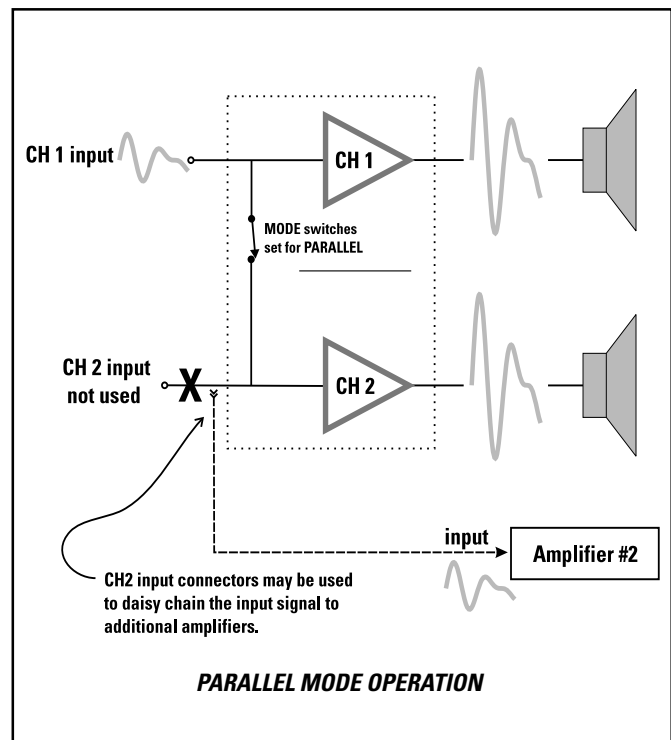 CH 1 input
CH 1
MODE switches
set for PARALLEL
CH 2 input
not used
X
CH 2
input
Amplifier #2
CH2 input connectors may be used
to daisy chain the input signal to
additional amplifiers.
PARALLEL MODE OPERATION